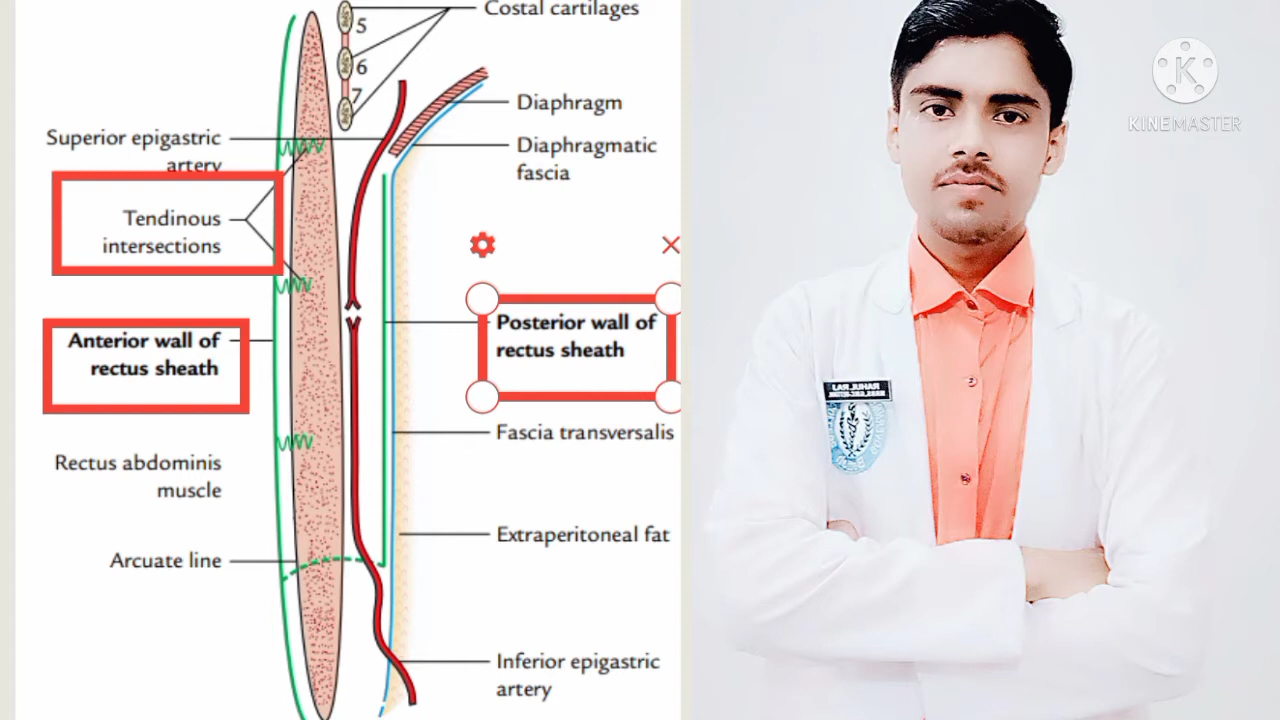 Costal cartilages
5
6
7
Superior epigastric
artery
Diaphragm
Diaphragmatic
fascia
Tendinous
intersections
Anterior wall of
rectus sheath
Posterior wall of
rectus sheath
Fascia transversalis
Rectus abdominis
muscle
Extraperitoneal fat
Arcuate line
Inferior epigastric
artery
K
KINEMASTER